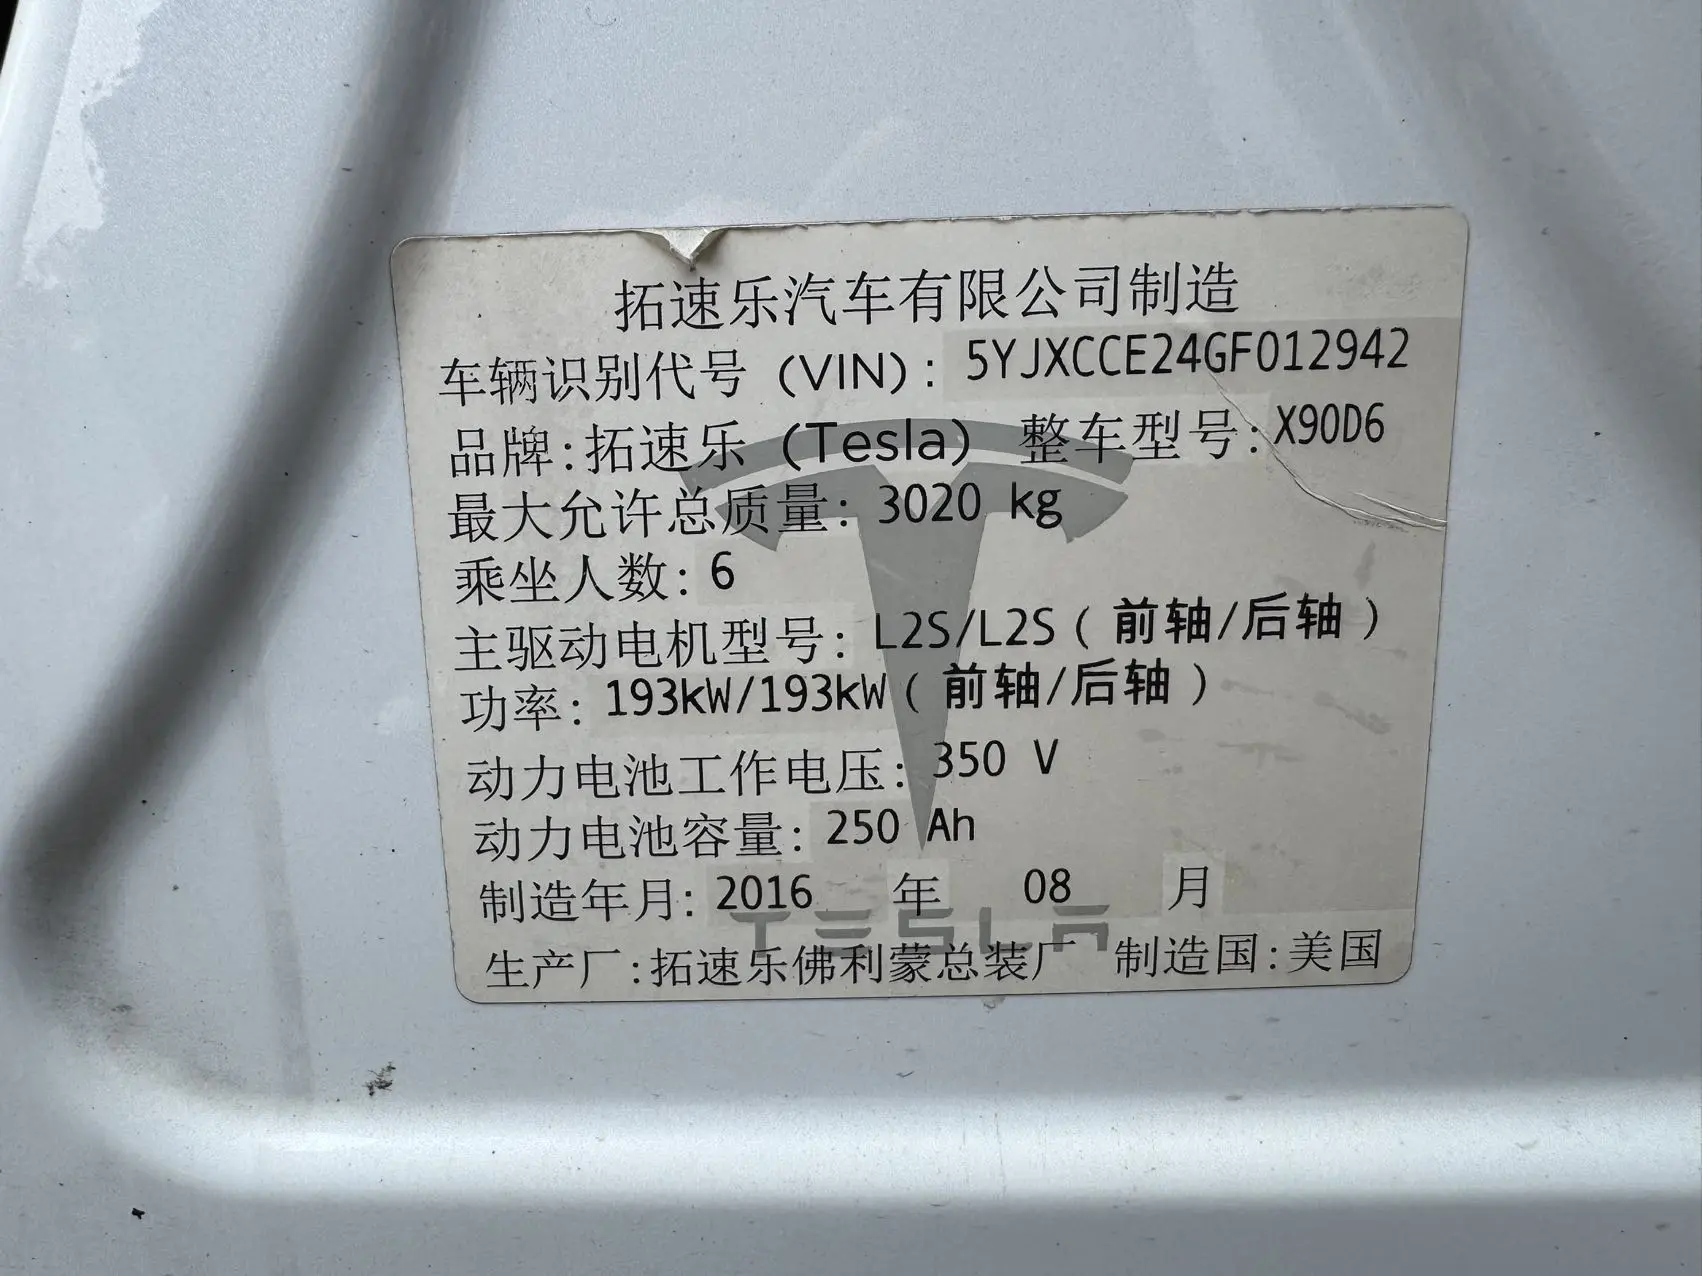 拓速乐汽车有限公司制造
车辆识别代号 (VIN): 5YJXCCE24GF012942
品牌:拓速乐 (Tesla) 整车型号: X90D6
最大允许总质量: 3020 kg
乘坐人数: 6
主驱动电机型号: L2S/L2S ( 前轴/后轴 )
功率: 193kW/193kW ( 前轴/后轴 )
动力电池工作电压: 350 V
动力电池容量: 250 Ah
制造年月: 2016 年 08 月
TESLA
生产厂:拓速乐佛利蒙总装厂 制造国:美国